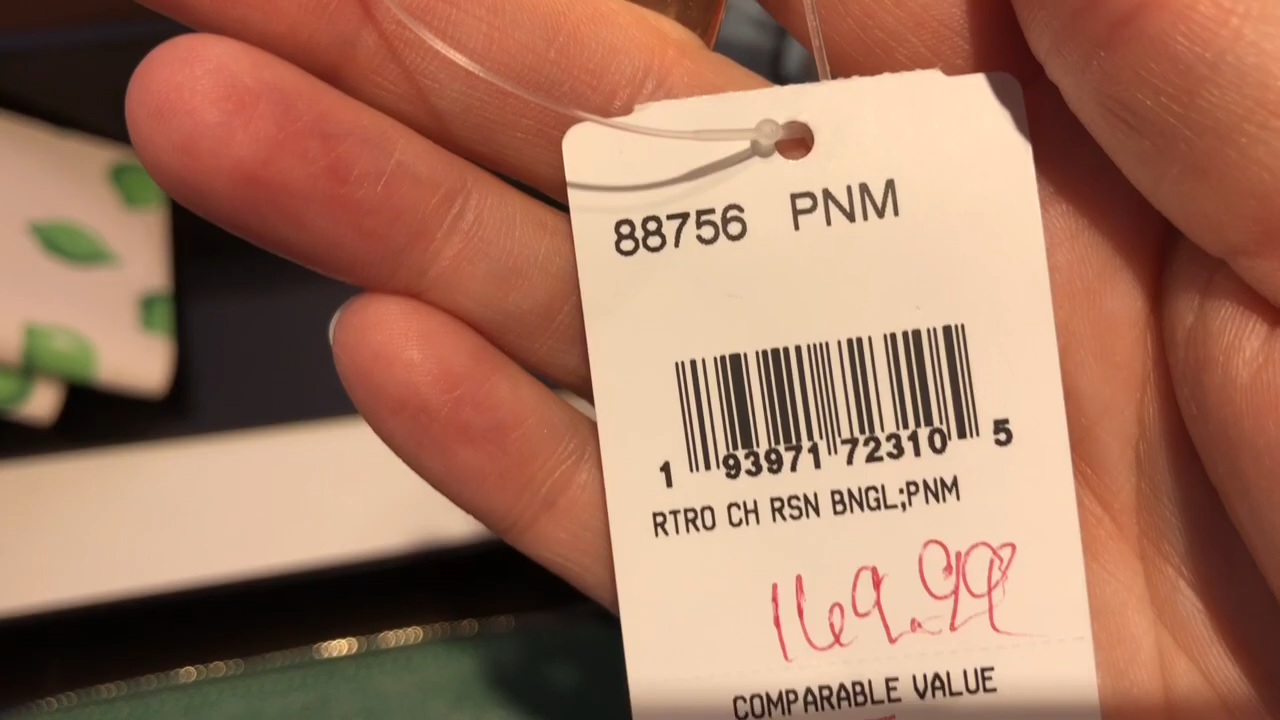 88756 PNM
1 93971 72310 5
RTRO CH RSN BNGL;PNM
169.99
COMPARABLE VALUE